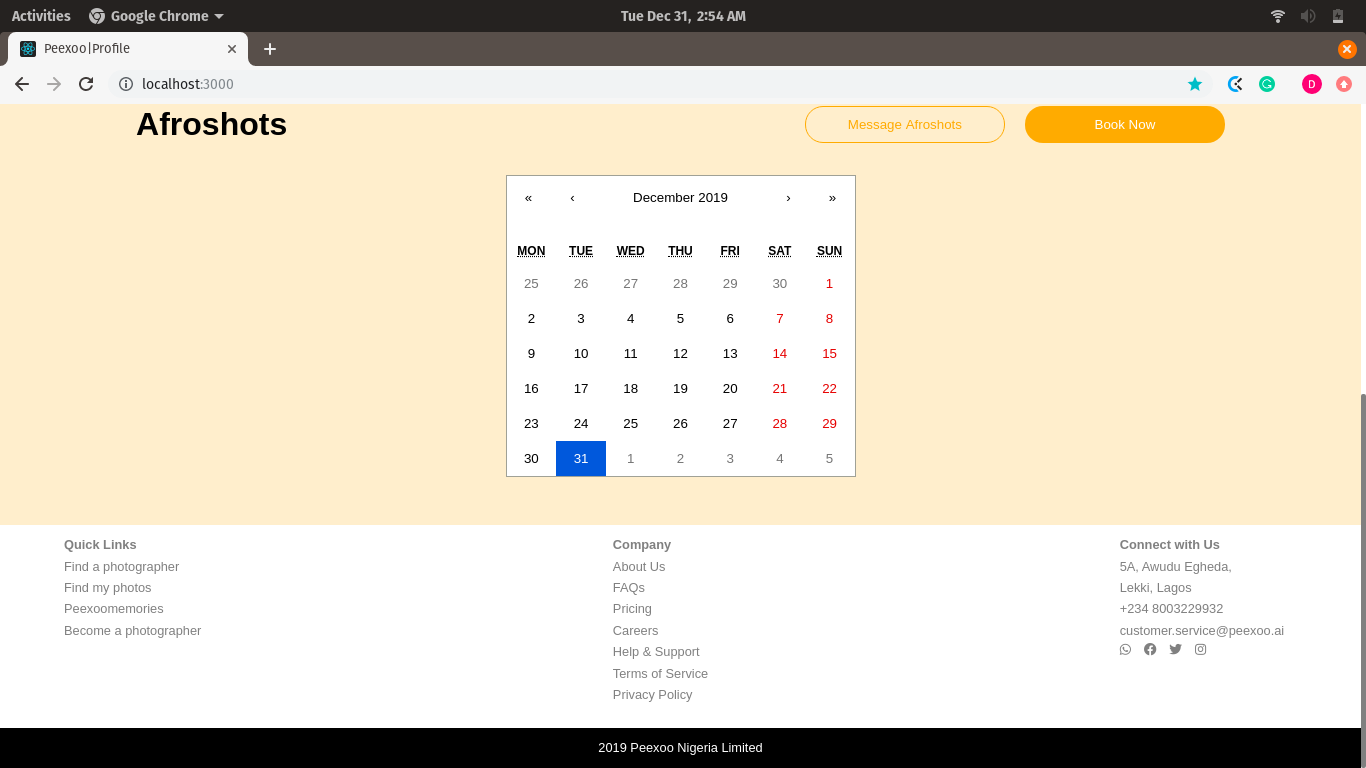 Activities Google Chrome Tue Dec 31, 2:54 AM
Peexoo|Profile
localhost:3000 D
Afroshots Message Afroshots Book Now
« ‹ December 2019 › »
MON TUE WED THU FRI SAT SUN
25 26 27 28 29 30 1
2 3 4 5 6 7 8
9 10 11 12 13 14 15
16 17 18 19 20 21 22
23 24 25 26 27 28 29
30 31 1 2 3 4 5
Quick Links
Find a photographer
Find my photos
Peexoomemories
Become a photographer
Company
About Us
FAQs
Pricing
Careers
Help & Support
Terms of Service
Privacy Policy
Connect with Us
5A, Awudu Egheda,
Lekki, Lagos
+234 8003229932
customer.service@peexoo.ai
2019 Peexoo Nigeria Limited